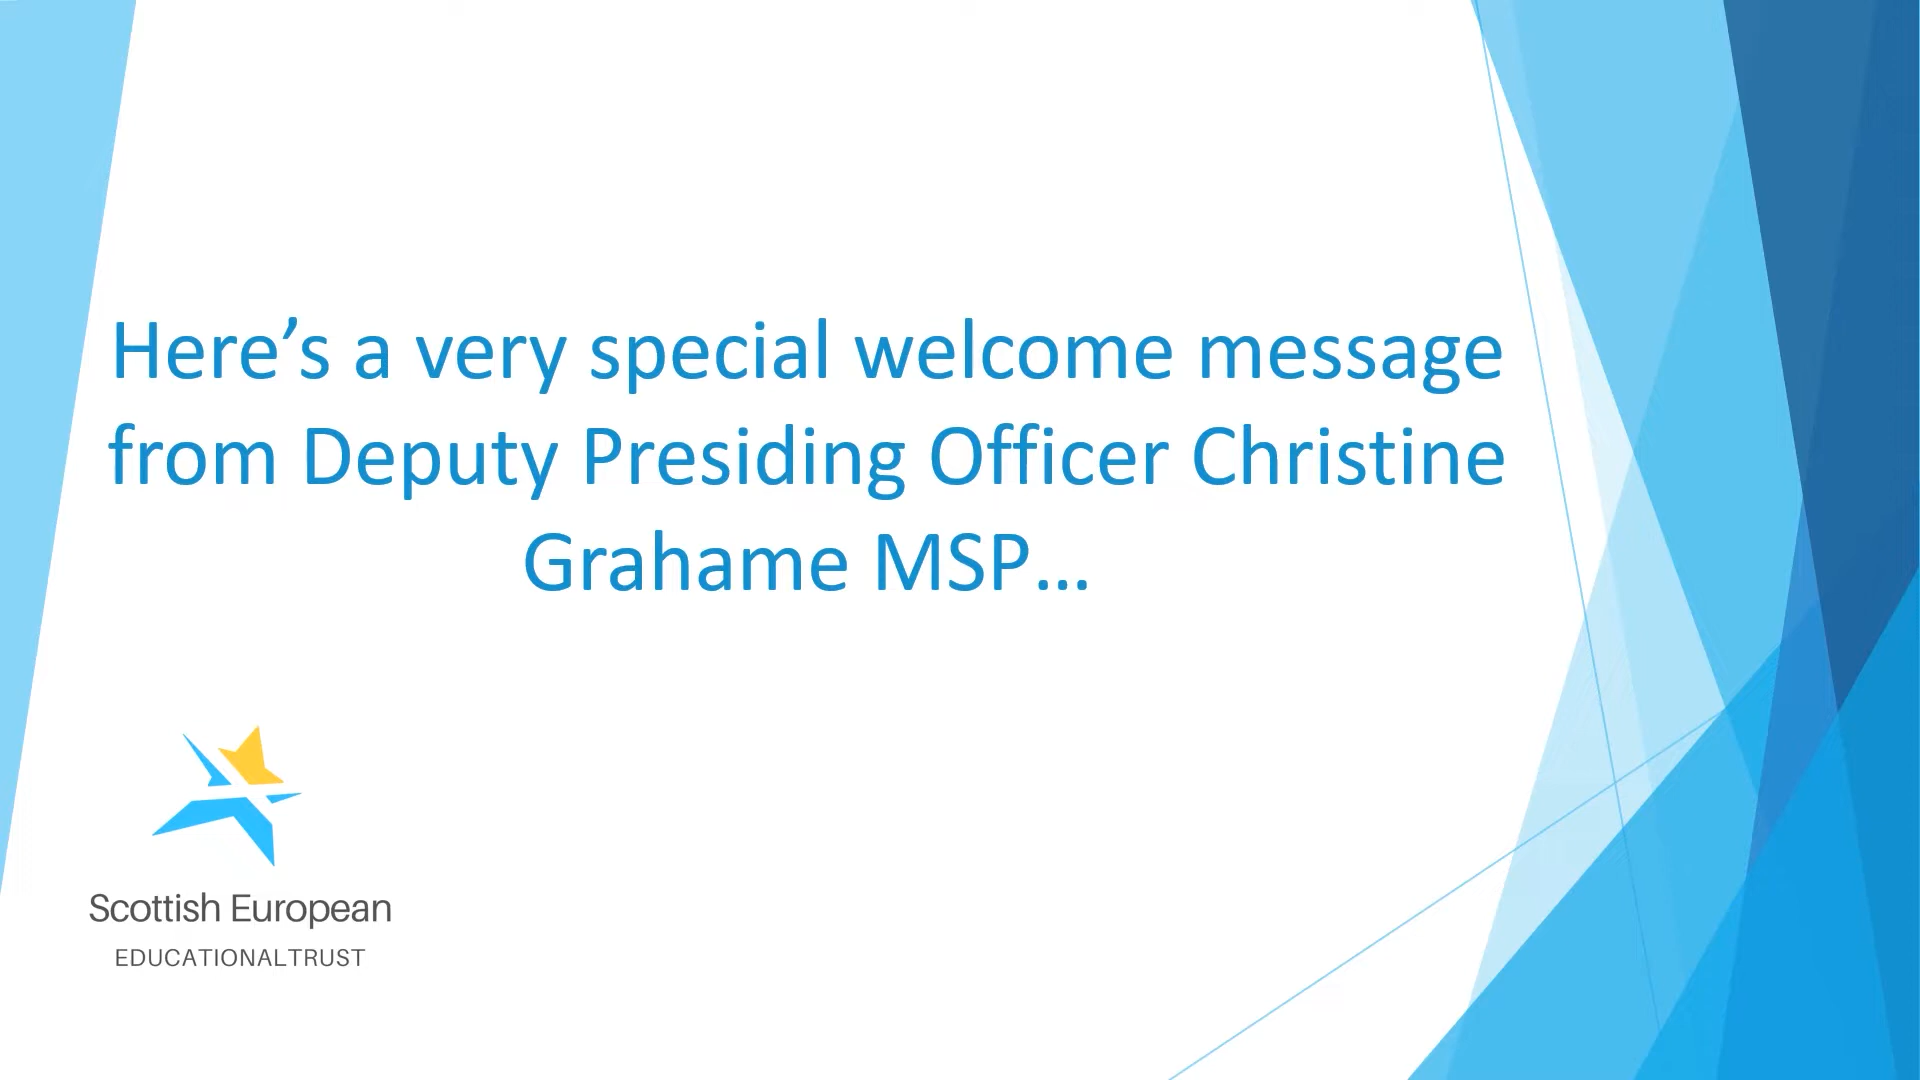 Here’s a very special welcome message
from Deputy Presiding Officer Christine
Grahame MSP…
Scottish European
EDUCATIONALTRUST